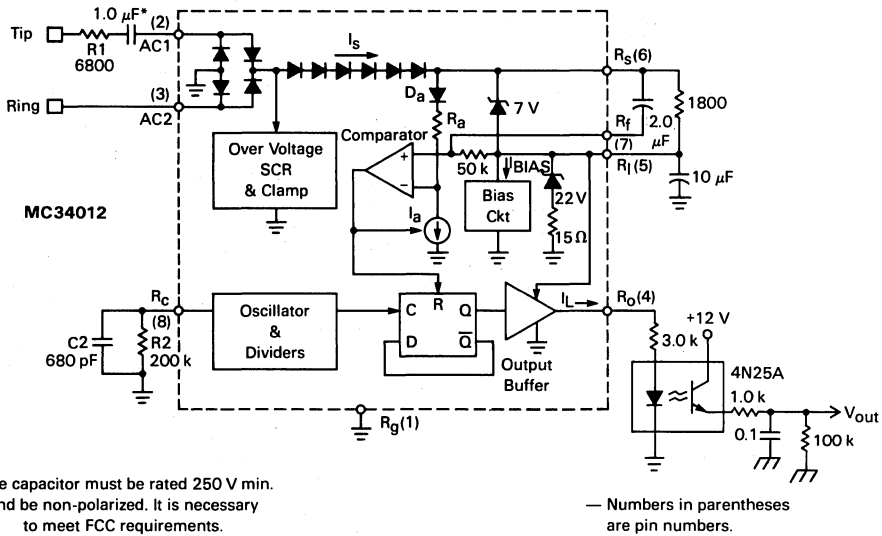 1.0 µF*
Tip
R1
6800
(2)
AC1
Ring
(3)
AC2
Is
Da
Ra
7 V
RS(6)
Rf
(7)
RI(5)
1800
2.0
µF
10 µF
Comparator
+
−
50 k
IBIAS
Over Voltage
SCR
& Clamp
Bias
Ckt
22 V
15 Ω
Ia
MC34012
Rc
(8)
C2
680 pF
R2
200 k
Oscillator
&
Dividers
R
C
Q
D
Q̅
Output
Buffer
IL
Ro(4)
3.0 k
+12 V
4N25A
1.0 k
0.1
100 k
Vout
Rg(1)
e capacitor must be rated 250 V min.
nd be non-polarized. It is necessary
to meet FCC requirements.
— Numbers in parentheses
are pin numbers.